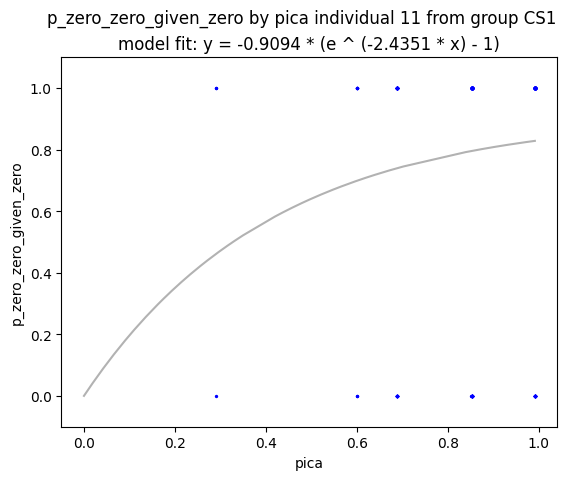 p_zero_zero_given_zero by pica individual 11 from group CS1
model fit: y = -0.9094 * (e ^ (-2.4351 * x) - 1)
1.0
0.8
0.6
0.4
0.2
0.0
p_zero_zero_given_zero
0.0 0.2 0.4 0.6 0.8 1.0
pica